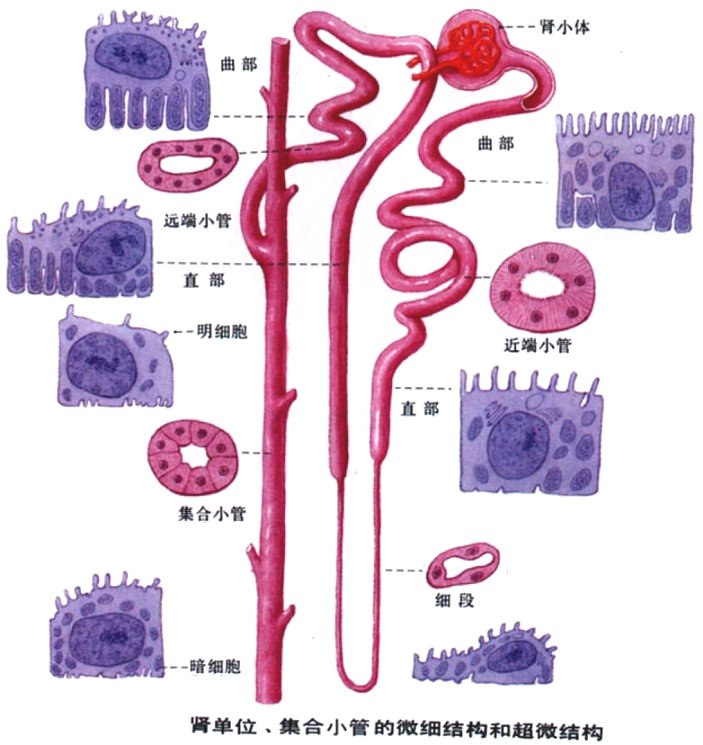 肾小体
曲部
曲部
远端小管
直部
明细胞
近端小管
直部
集合小管
细段
暗细胞
肾单位、集合小管的微细结构和超微结构